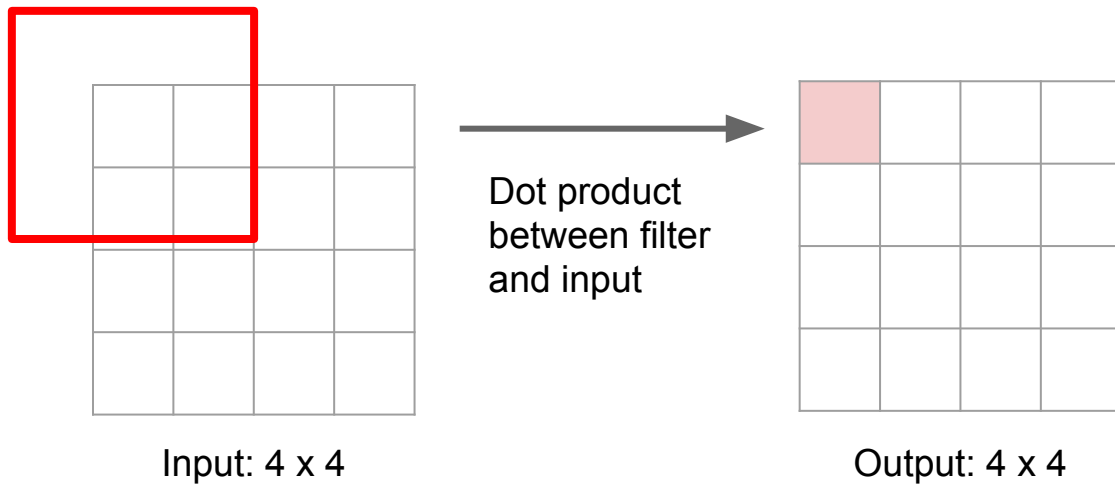 Dot product
between filter
and input
Input: 4 x 4
Output: 4 x 4